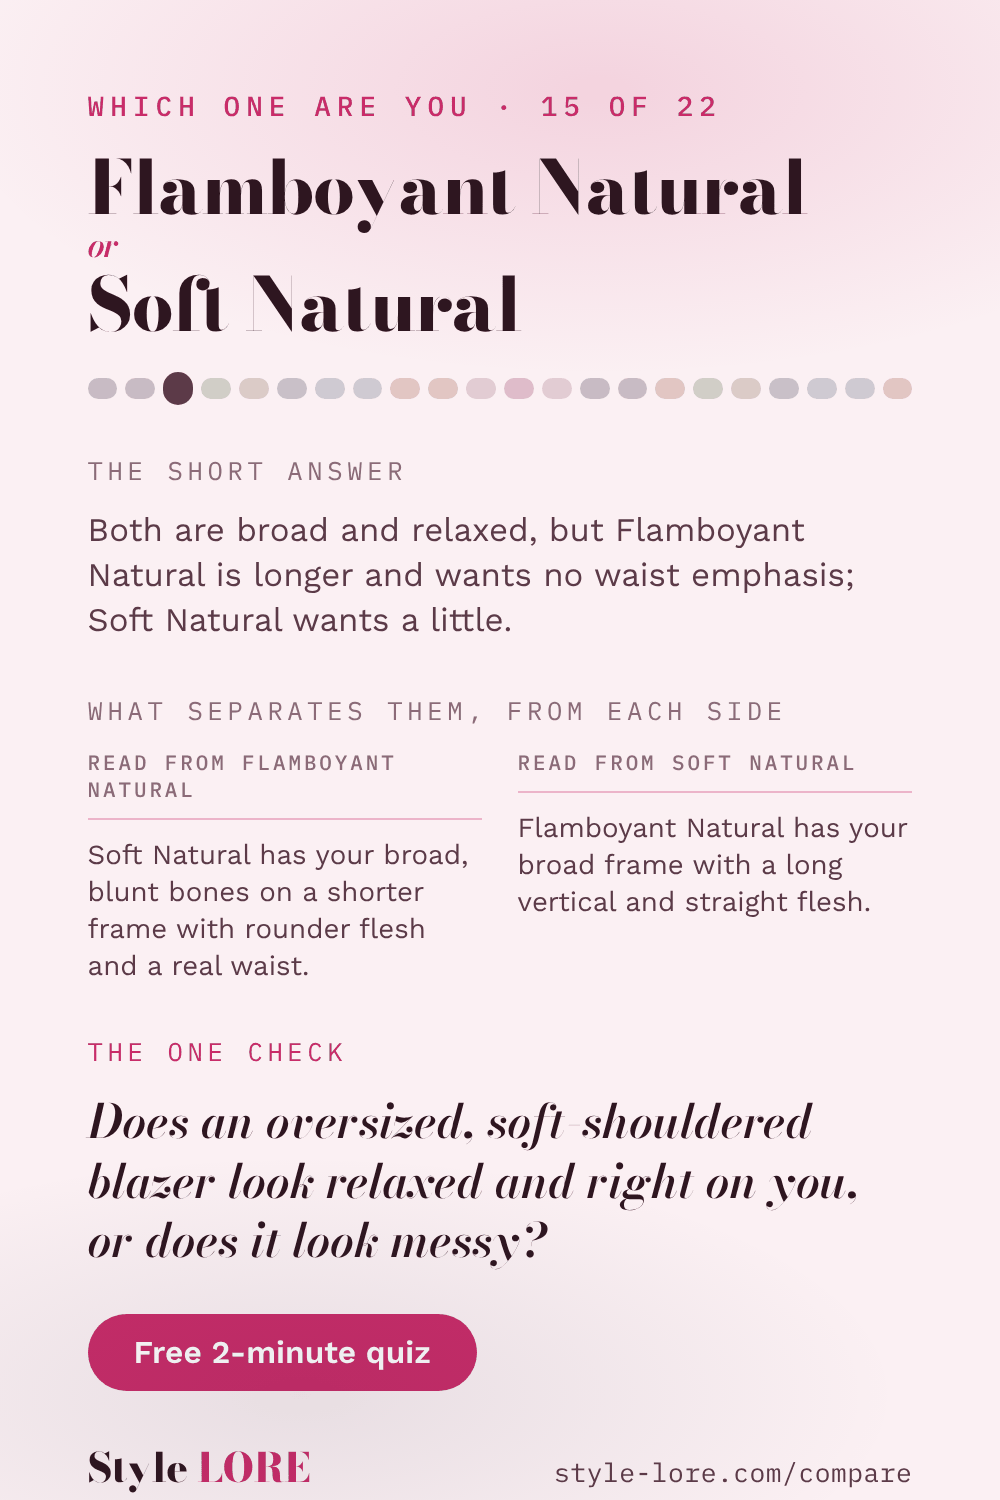 WHICH ONE ARE YOU · 15 OF 22
Flamboyant Natural
or
Soft Natural
THE SHORT ANSWER
Both are broad and relaxed, but Flamboyant
Natural is longer and wants no waist emphasis;
Soft Natural wants a little.
WHAT SEPARATES THEM, FROM EACH SIDE
READ FROM FLAMBOYANT
NATURAL
Soft Natural has your broad,
blunt bones on a shorter
frame with rounder flesh
and a real waist.
READ FROM SOFT NATURAL
Flamboyant Natural has your
broad frame with a long
vertical and straight flesh.
THE ONE CHECK
Does an oversized, soft-shouldered
blazer look relaxed and right on you,
or does it look messy?
Free 2-minute quiz
Style LORE
style-lore.com/compare